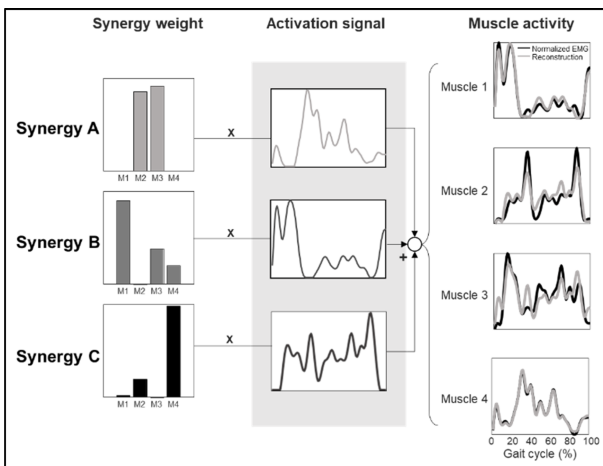 Synergy weight
Activation signal
Muscle activity
Synergy A
M1 M2 M3 M4
x
Synergy B
M1 M2 M3 M4
x
Synergy C
M1 M2 M3 M4
x
+
Muscle 1
Normalized EMG
Reconstruction
Muscle 2
Muscle 3
Muscle 4
0 20 40 60 80 100
Gait cycle (%)